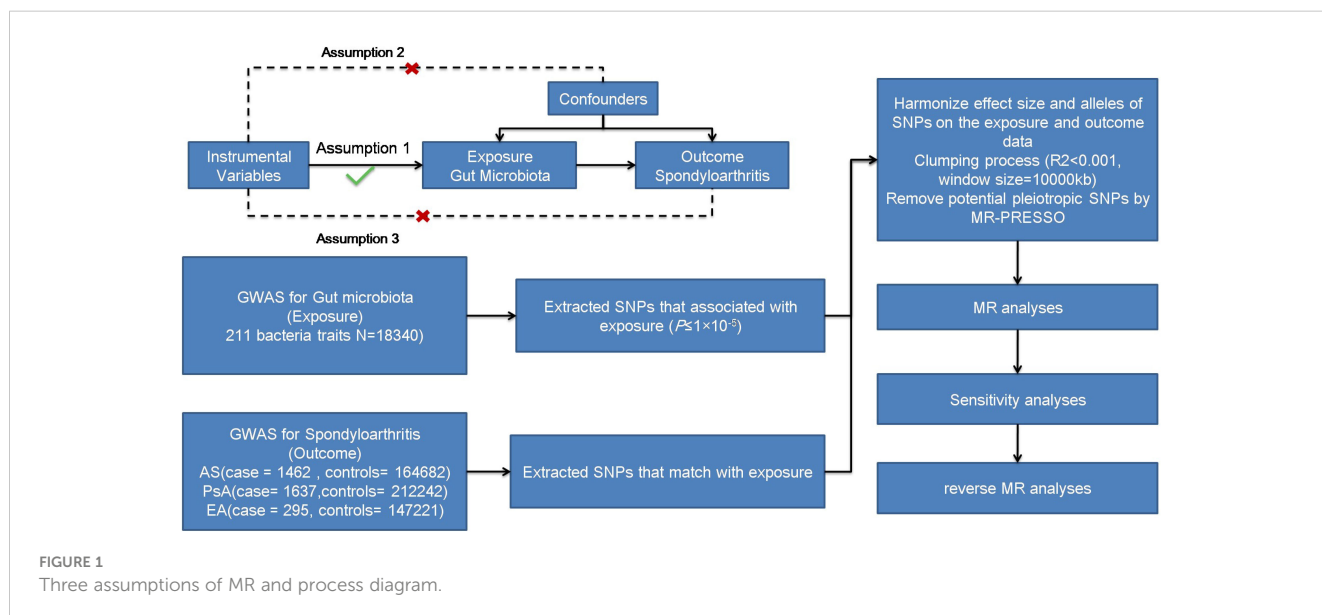 Assumption 2
Confounders
Instrumental
Variables
Assumption 1
Exposure
Gut Microbiota
Outcome
Spondyloarthritis
Assumption 3
GWAS for Gut microbiota
(Exposure)
211 bacteria traits N=18340)
Extracted SNPs that associated with
exposure (P≤1×10-5)
GWAS for Spondyloarthritis
(Outcome)
AS(case = 1462 , controls= 164682)
PsA(case= 1637,controls= 212242)
EA(case = 295, controls= 147221)
Extracted SNPs that match with exposure
Harmonize effect size and alleles of
SNPs on the exposure and outcome
data
Clumping process (R2<0.001,
window size=10000kb)
Remove potential pleiotropic SNPs by
MR-PRESSO
MR analyses
Sensitivity analyses
reverse MR analyses
FIGURE 1
Three assumptions of MR and process diagram.